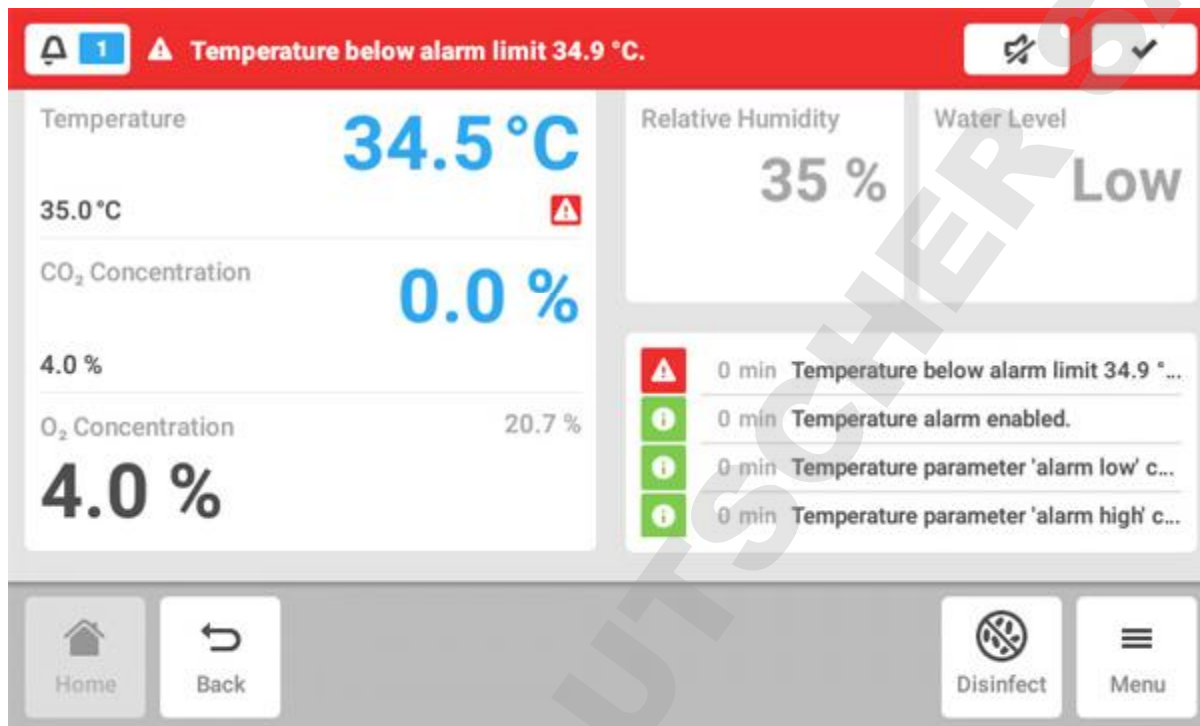 1
Temperature below alarm limit 34.9 °C.
Temperature
34.5 °C
35.0 °C
CO₂ Concentration
0.0 %
4.0 %
O₂ Concentration
20.7 %
4.0 %
Relative Humidity
35 %
Water Level
Low
0 min Temperature below alarm limit 34.9 °...
0 min Temperature alarm enabled.
0 min Temperature parameter 'alarm low' c...
0 min Temperature parameter 'alarm high' c...
Home
Back
Disinfect
Menu
UTSCHER S